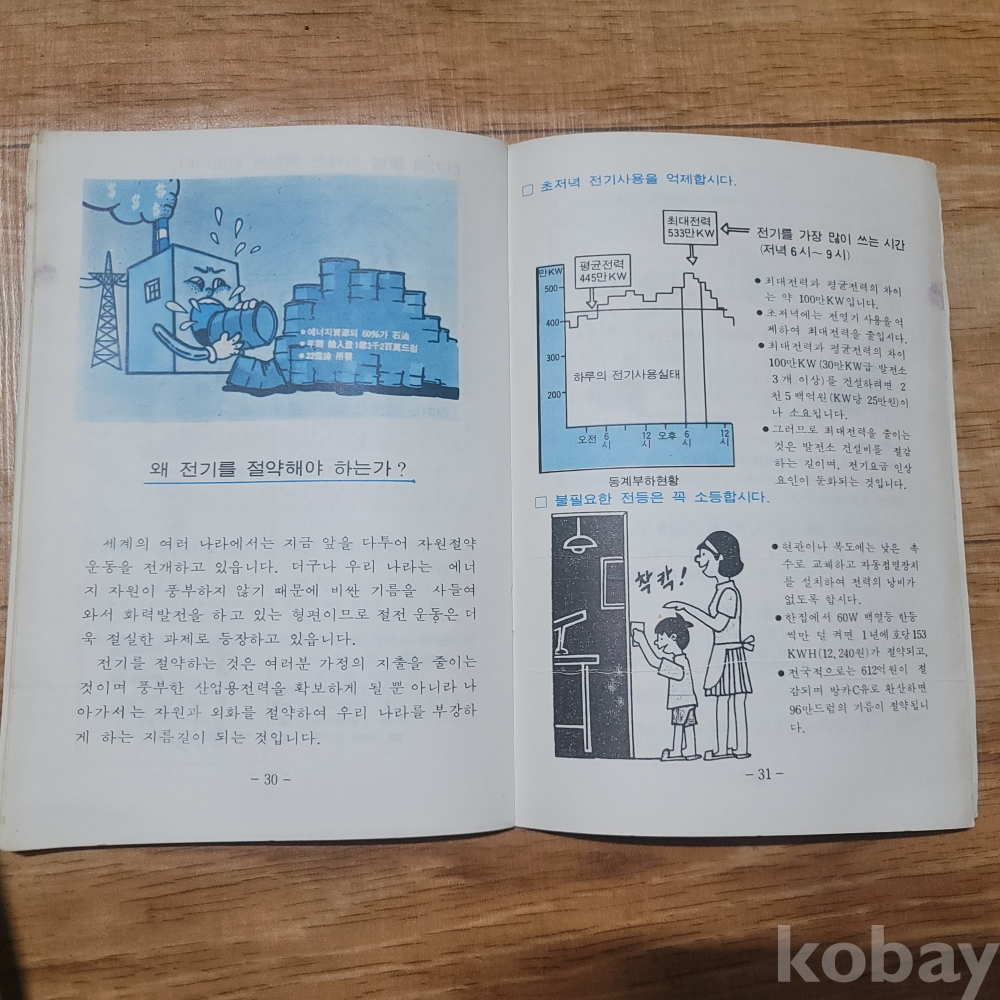 $ $ $ $
● 에너지資源의 60%가 石油
● 年間 輸入量 1億3千2百萬드럼
● 22億弗 所要
왜 전기를 절약해야 하는가?
세계의 여러 나라에서는 지금 앞을 다투어 자원절약
운동을 전개하고 있읍니다. 더구나 우리 나라는 에너
지 자원이 풍부하지 않기 때문에 비싼 기름을 사들여
와서 화력발전을 하고 있는 형편이므로 절전 운동은 더
욱 절실한 과제로 등장하고 있읍니다.
전기를 절약하는 것은 여러분 가정의 지출을 줄이는
것이며 풍부한 산업용전력을 확보하게 될 뿐 아니라 나
아가서는 자원과 외화를 절약하여 우리 나라를 부강하
게 하는 지름길이 되는 것입니다.
- 30 -
□ 초저녁 전기사용을 억제합시다.
최대전력
533만KW
전기를 가장 많이 쓰는 시간
(저녁 6시~9시)
평균전력
445만KW
만KW
500
400
300
200
하루의 전기사용실태
오전 6시 12시 오후 6시 12시
동계부하현황
● 최대전력과 평균전력의 차이
는 약 100만KW입니다.
● 초저녁에는 전열기 사용을 억
제하여 최대전력을 줄입시다.
● 최대전력과 평균전력의 차이
100만KW(30만KW급 발전소
3개 이상)를 건설하려면 2
천 5백억원(KW당 25만원)이
나 소요됩니다.
● 그러므로 최대전력을 줄이는
것은 발전소 건설비를 절감
하는 길이며, 전기요금 인상
요인이 둔화되는 것입니다.
□ 불필요한 전등은 꼭 소등합시다.
착칵!
● 현관이나 복도에는 낮은 촉
수로 교체하고 자동점멸장치
를 설치하여 전력의 낭비가
없도록 합시다.
● 한집에서 60W 백열등 한등
씩만 덜 켜면 1년에 호당 153
KWH(12,240원)가 절약되고,
● 전국적으로는 612억원이 절
감되며 방카C유로 환산하면
96만드럼의 기름이 절약됩니
다.
- 31 -
kobay